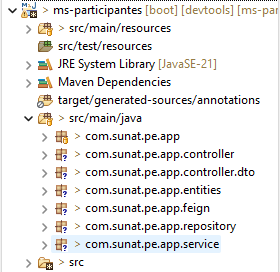 > ms-participantes [boot] [devtools] [ms-pa
> src/main/resources
src/test/resources
JRE System Library [JavaSE-21]
Maven Dependencies
target/generated-sources/annotations
> src/main/java
> com.sunat.pe.app
> com.sunat.pe.app.controller
> com.sunat.pe.app.controller.dto
> com.sunat.pe.app.entities
> com.sunat.pe.app.feign
> com.sunat.pe.app.repository
> com.sunat.pe.app.service
> src